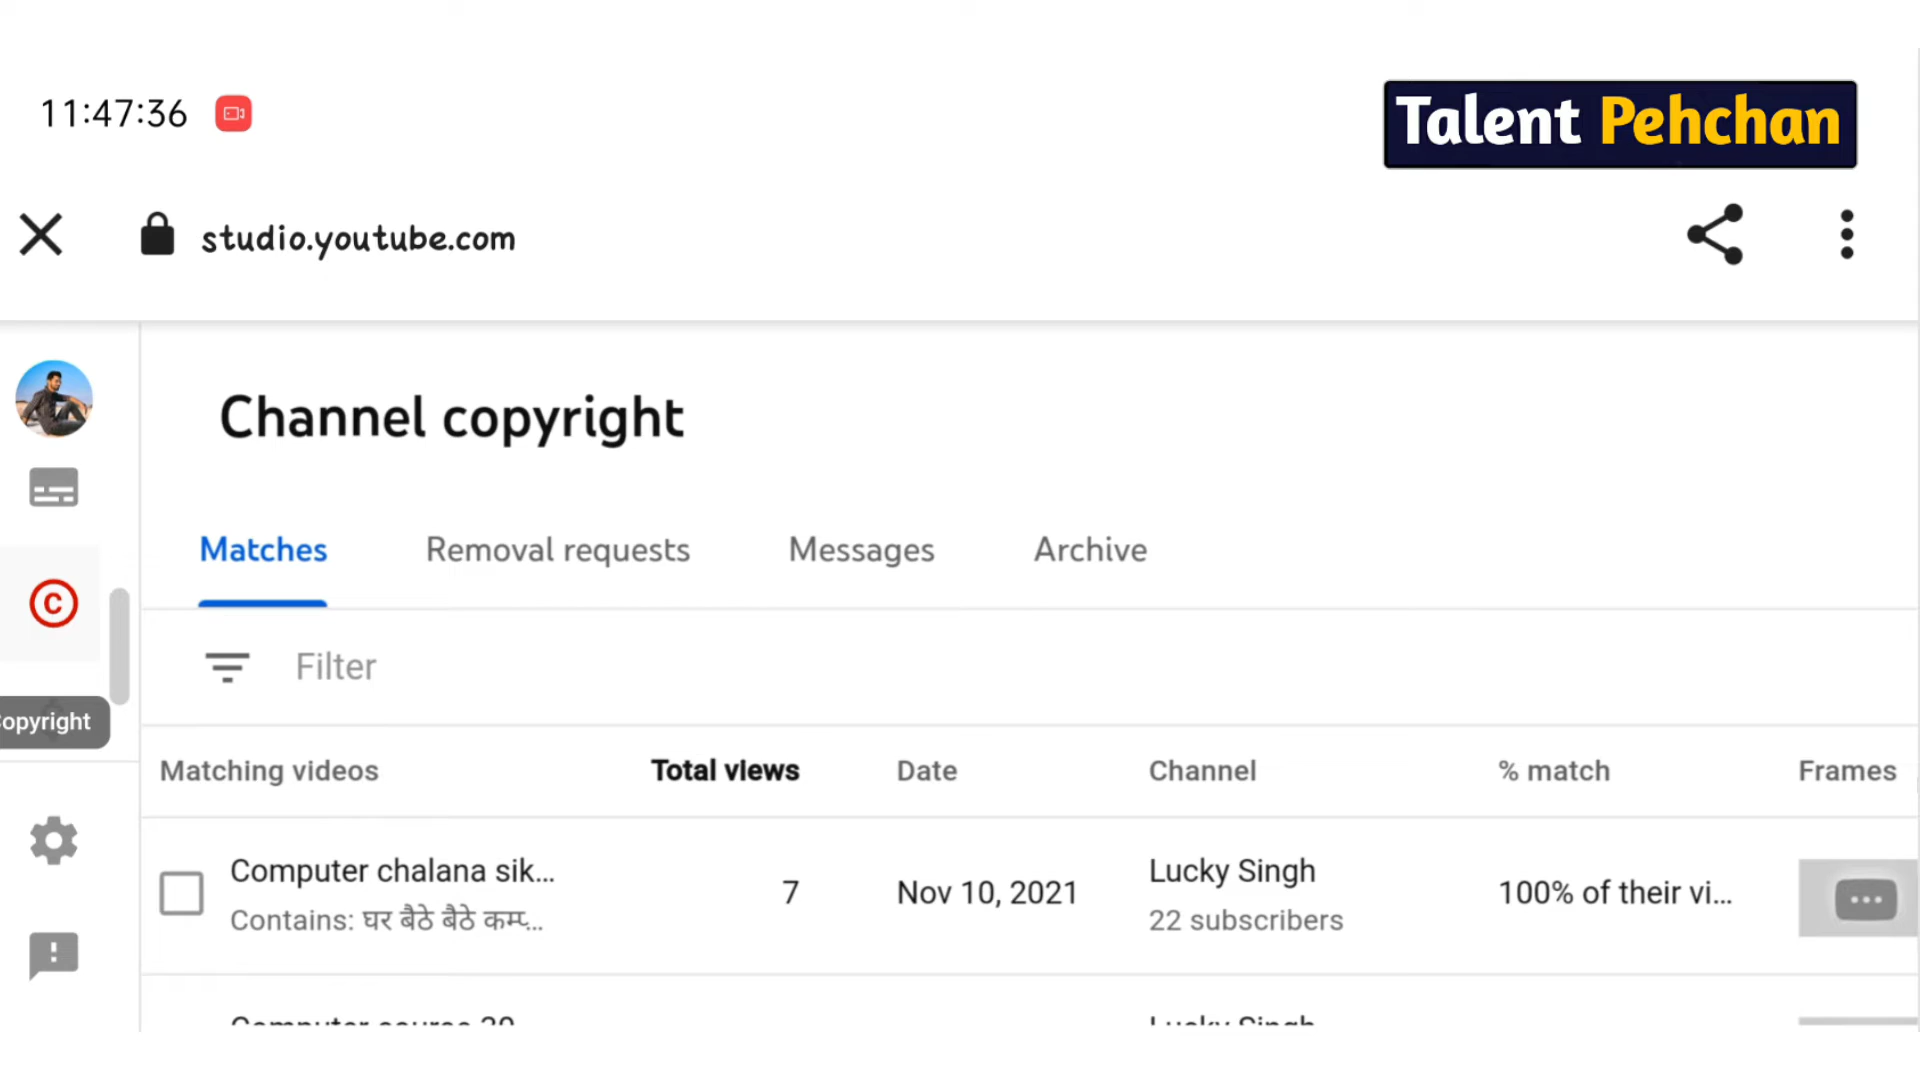 11:47:36
Talent Pehchan
studio.youtube.com
Channel copyright
Matches Removal requests Messages Archive
Filter
opyright
Matching videos Total views Date Channel % match Frames
Computer chalana sik... 7 Nov 10, 2021 Lucky Singh 100% of their vi...
Contains: घर बैठे बैठे कम्प... 22 subscribers
Lucky Singh